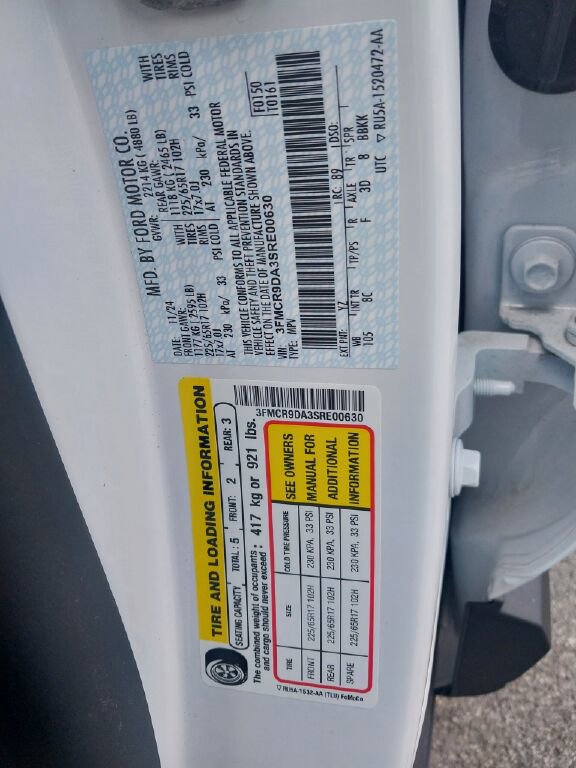 MFD. BY FORD MOTOR CO.
DATE: 11/24 GVWR: 2214 KG ( 4880 LB)
FRONT GAWR: REAR GAWR:
1177 KG ( 2595 LB) 1118 KG ( 2465 LB)
225/65R17 102H WITH TIRES 225/65R17 102H WITH TIRES
17x7.0J RIMS 17x7.0J RIMS
AT 230 kPa/ 33 PSI COLD AT 230 kPa/ 33 PSI COLD
THIS VEHICLE CONFORMS TO ALL APPLICABLE FEDERAL MOTOR
VEHICLE SAFETY AND THEFT PREVENTION STANDARDS IN
EFFECT ON THE DATE OF MANUFACTURE SHOWN ABOVE.
VIN: 3FMCR9DA3SRE00630
TYPE: MPV
F0150
T0161
EXT PNT: YZ RC: B9 DSO:
WB INT TR TP/PS R AXLE TR SPR
105 8C F 3D 8 BBKK
UTC ▽ RU5A-1520472-AA
TIRE AND LOADING INFORMATION
SEATING CAPACITY TOTAL: 5 FRONT: 2 REAR: 3
The combined weight of occupants and cargo should never exceed: 417 kg or 921 lbs.
3FMCR9DA3SRE00630
TIRE SIZE COLD TIRE PRESSURE
FRONT 225/65R17 102H 230 KPA, 33 PSI
REAR 225/65R17 102H 230 KPA, 33 PSI
SPARE 225/65R17 102H 230 KPA, 33 PSI
SEE OWNERS
MANUAL FOR
ADDITIONAL
INFORMATION